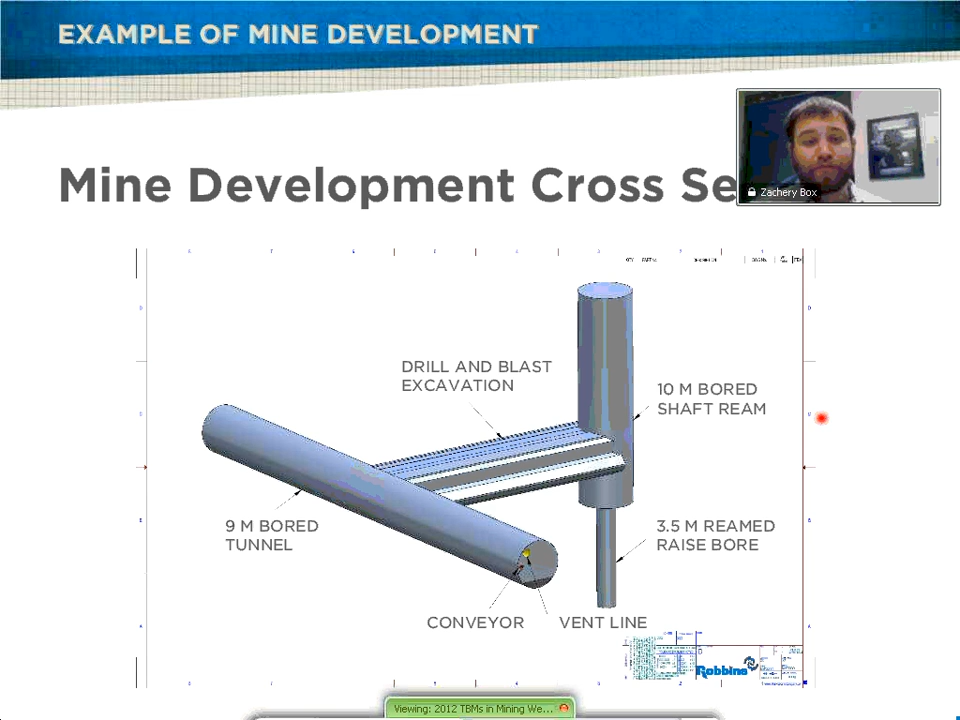 EXAMPLE OF MINE DEVELOPMENT
Zachery Box
Mine Development Cross Se
DRILL AND BLAST
EXCAVATION
10 M BORED
SHAFT REAM
9 M BORED
TUNNEL
3.5 M REAMED
RAISE BORE
CONVEYOR
VENT LINE
Robbins
Viewing: 2012 TBMs in Mining We...